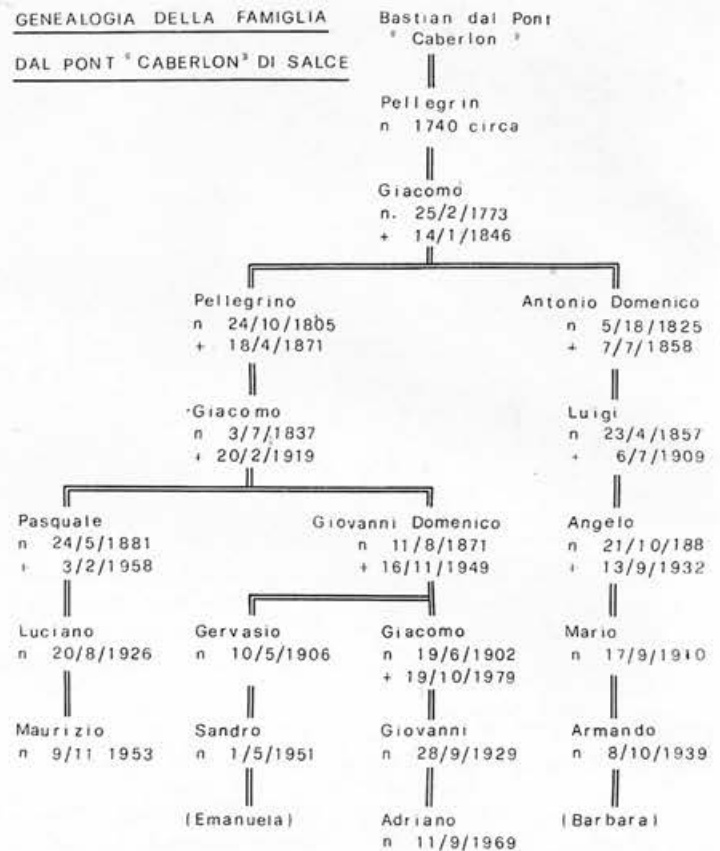 GENEALOGIA DELLA FAMIGLIA
DAL PONT "CABERLON" DI SALCE
Bastian dal Pont
" Caberlon "
Pellegrin
n 1740 circa
Giacomo
n. 25/2/1773
+ 14/1/1846
Pellegrino
n 24/10/1805
+ 18/4/1871
Antonio Domenico
n 5/18/1825
+ 7/7/1858
Giacomo
n 3/7/1837
+ 20/2/1919
Luigi
n 23/4/1857
+ 6/7/1909
Pasquale
n 24/5/1881
+ 3/2/1958
Giovanni Domenico
n 11/8/1871
+ 16/11/1949
Angelo
n 21/10/188
+ 13/9/1932
Luciano
n 20/8/1926
Gervasio
n 10/5/1906
Giacomo
n 19/6/1902
+ 19/10/1979
Mario
n 17/9/1910
Maurizio
n 9/11 1953
Sandro
n 1/5/1951
Giovanni
n 28/9/1929
Armando
n 8/10/1939
(Emanuela)
Adriano
n 11/9/1969
(Barbara)